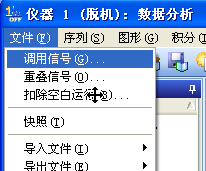 仪器 1 (脱机): 数据分析
文件(F) 序列(S) 图形(G) 积分(I
调用信号(G)...
重叠信号(O)...
扣除空白运行(B)...
快照(T)
导入文件(I)
导出文件(E)